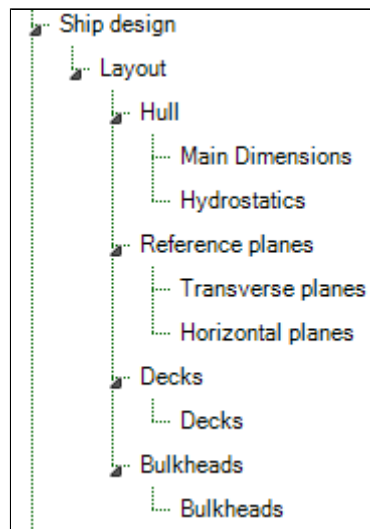 Ship design
Layout
Hull
Main Dimensions
Hydrostatics
Reference planes
Transverse planes
Horizontal planes
Decks
Decks
Bulkheads
Bulkheads